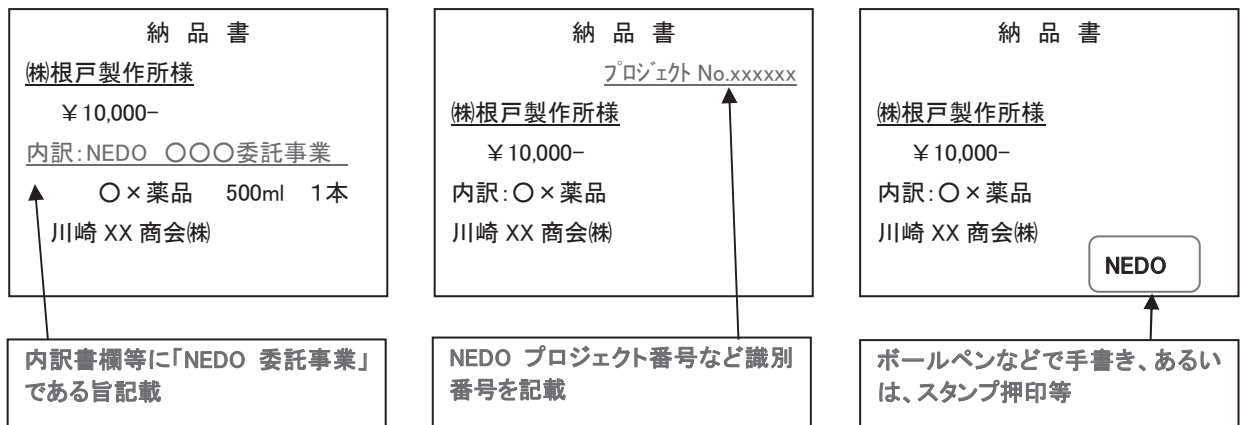 納 品 書
㈱根戸製作所様
￥10,000−
内訳:NEDO 〇〇〇委託事業
〇×薬品 500ml 1本
川崎 XX 商会㈱
内訳書欄等に「NEDO 委託事業」
である旨記載
納 品 書
ﾌﾟﾛｼﾞｪｸﾄ No.xxxxxx
㈱根戸製作所様
￥10,000−
内訳:〇×薬品
川崎 XX 商会㈱
NEDO プロジェクト番号など識別
番号を記載
納 品 書
㈱根戸製作所様
￥10,000−
内訳:〇×薬品
川崎 XX 商会㈱
NEDO
ボールペンなどで手書き、あるい
は、スタンプ押印等